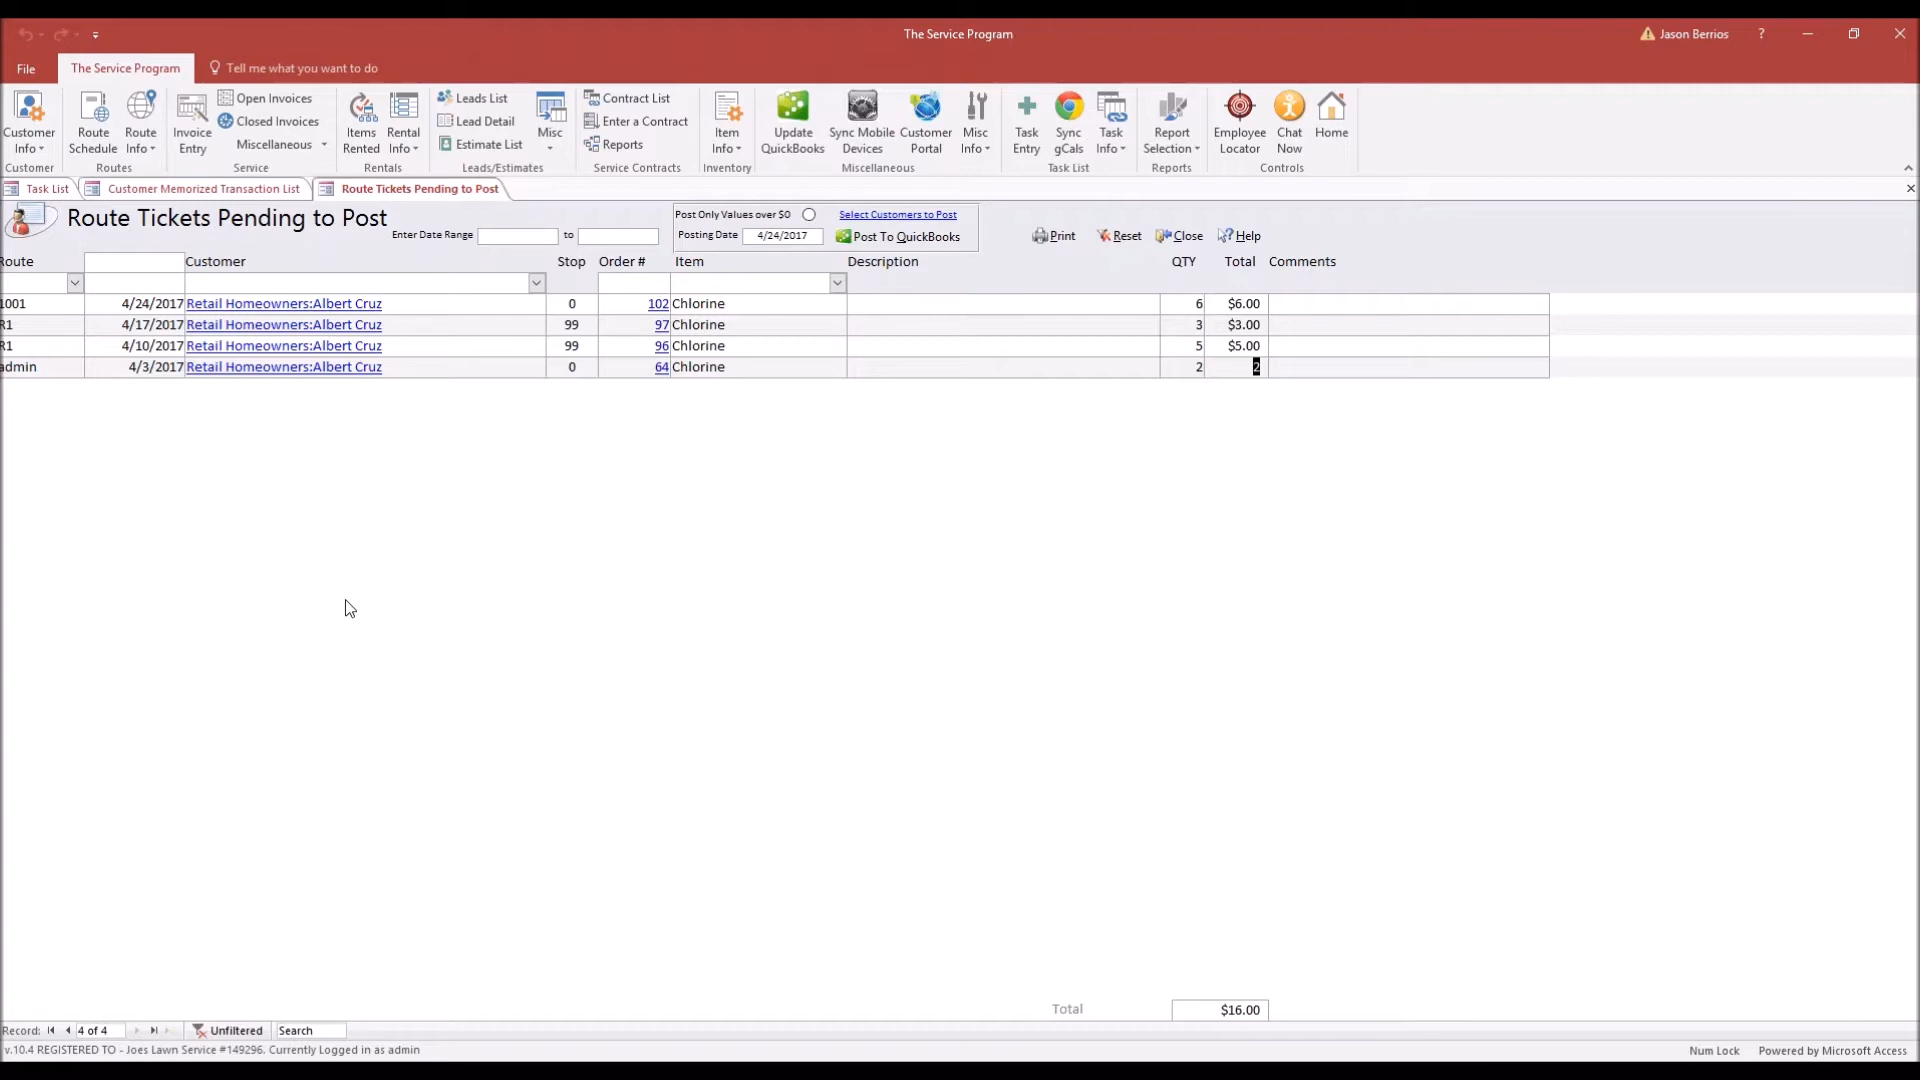 The Service Program
Jason Berrios
?
File
The Service Program
Tell me what you want to do
Customer Info
Route Schedule
Route Info
Invoice Entry
Open Invoices
Closed Invoices
Miscellaneous
Items Rented
Rental Info
Leads List
Lead Detail
Estimate List
Misc
Contract List
Enter a Contract
Reports
Item Info
Update QuickBooks
Sync Mobile Devices
Customer Portal
Misc Info
Task Entry
Sync gCals
Task Info
Report Selection
Employee Locator
Chat Now
Home
Customer
Routes
Service
Rentals
Leads/Estimates
Service Contracts
Inventory
Miscellaneous
Task List
Reports
Controls
Task List
Customer Memorized Transaction List
Route Tickets Pending to Post
Route Tickets Pending to Post
Enter Date Range
to
Post Only Values over $0
Select Customers to Post
Posting Date 4/24/2017
Post To QuickBooks
Print
Reset
Close
Help
Route Customer Stop Order # Item Description QTY Total Comments
1001 4/24/2017 Retail Homeowners:Albert Cruz 0 102 Chlorine 6 $6.00
R1 4/17/2017 Retail Homeowners:Albert Cruz 99 97 Chlorine 3 $3.00
R1 4/10/2017 Retail Homeowners:Albert Cruz 99 96 Chlorine 5 $5.00
admin 4/3/2017 Retail Homeowners:Albert Cruz 0 64 Chlorine 2 2
Total $16.00
Record: 4 of 4 Unfiltered Search
v.10.4 REGISTERED TO - Joes Lawn Service #149296. Currently Logged in as admin
Num Lock
Powered by Microsoft Access